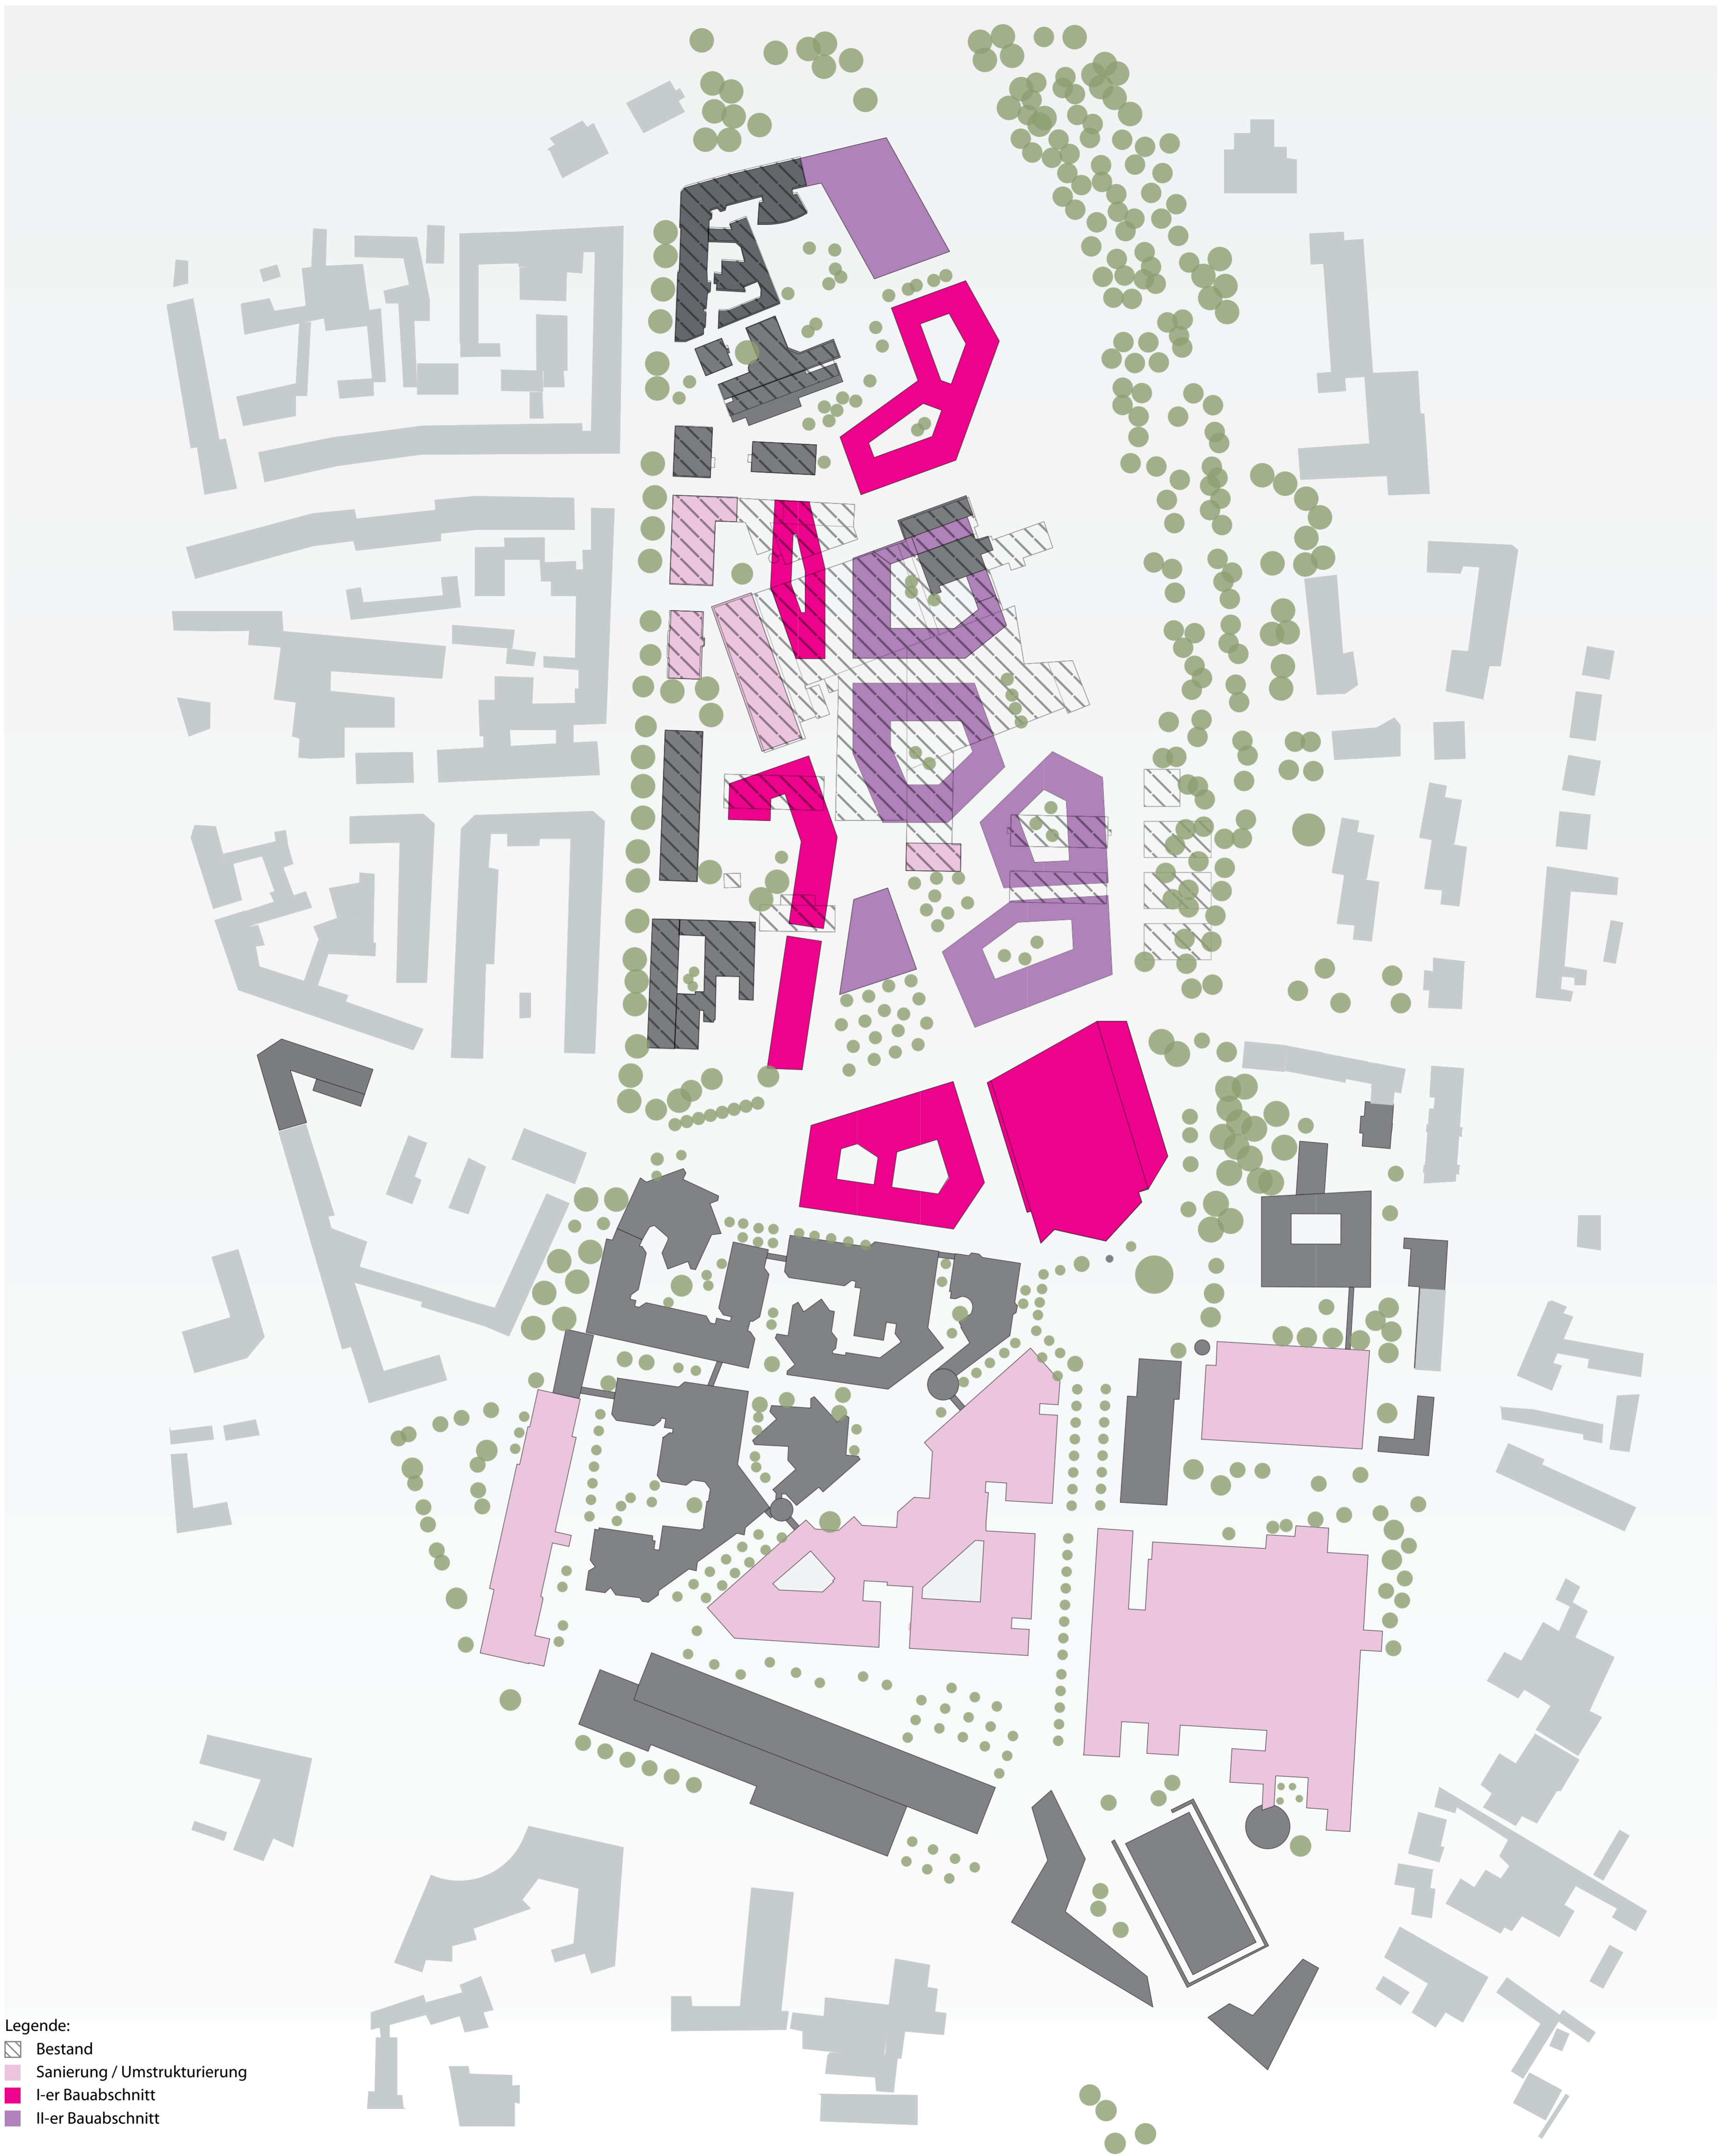 Legende:
Bestand
Sanierung / Umstrukturierung
I-er Bauabschnitt
II-er Bauabschnitt